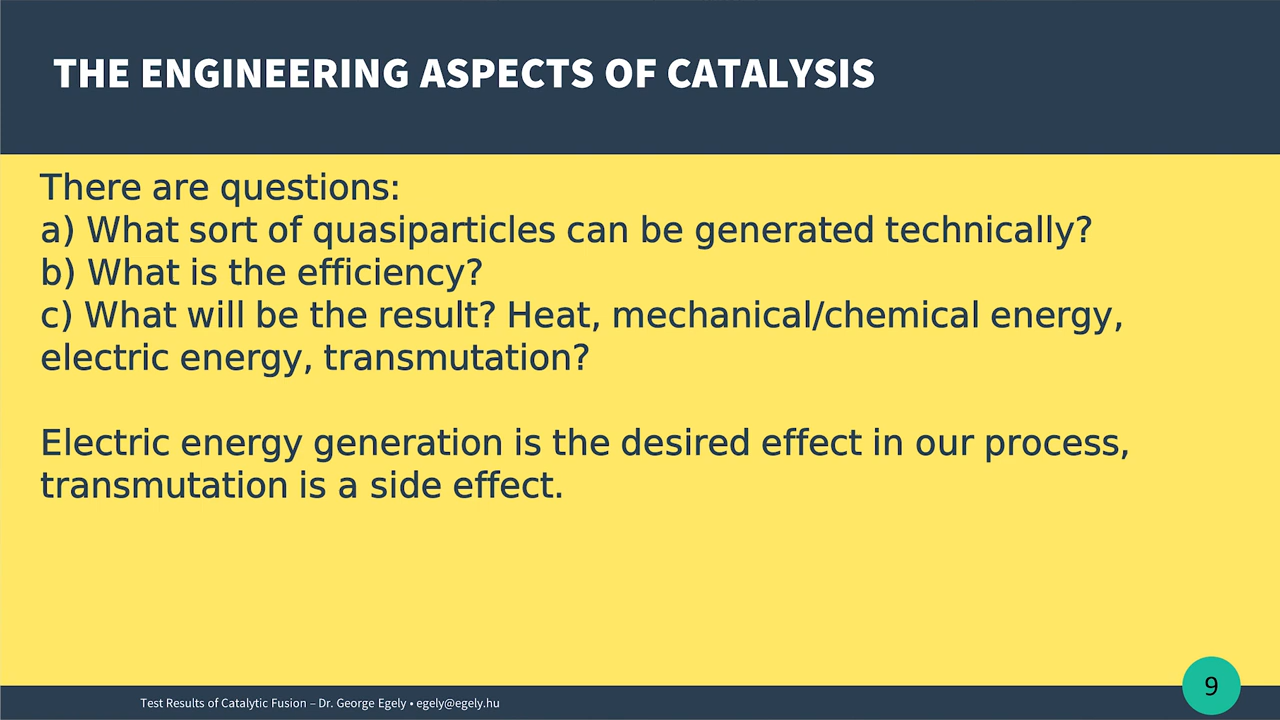 THE ENGINEERING ASPECTS OF CATALYSIS
There are questions:
a) What sort of quasiparticles can be generated technically?
b) What is the efficiency?
c) What will be the result? Heat, mechanical/chemical energy,
electric energy, transmutation?
Electric energy generation is the desired effect in our process,
transmutation is a side effect.
Test Results of Catalytic Fusion – Dr. George Egely • egely@egely.hu
9